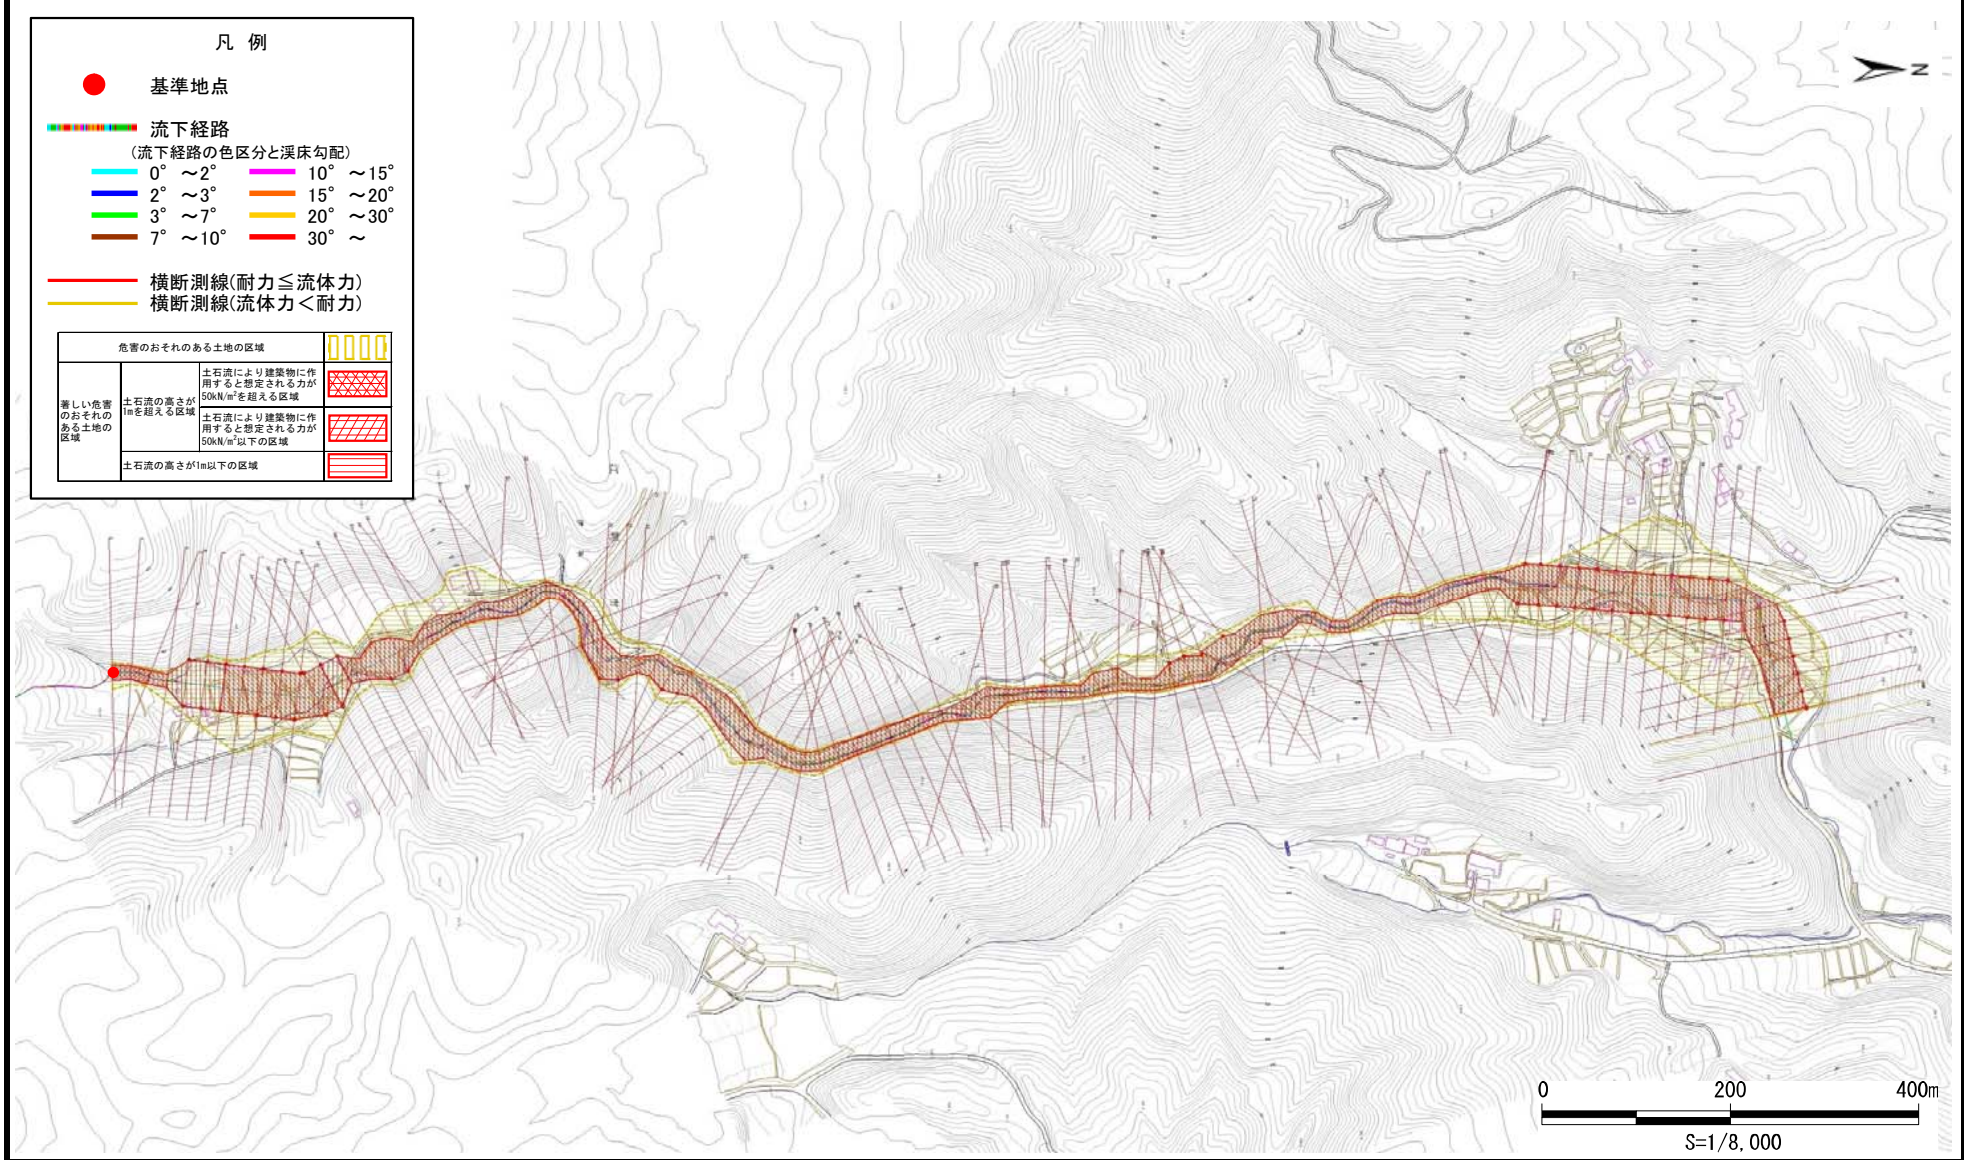 凡 例
基準地点
流下経路
(流下経路の色区分と渓床勾配)
0° ～2° 10° ～15°
2° ～3° 15° ～20°
3° ～7° 20° ～30°
7° ～10° 30° ～
横断測線(耐力≦流体力)
横断測線(流体力＜耐力)
危害のおそれのある土地の区域
著しい危害
のおそれの
ある土地の
区域
土石流の高さが
1mを超える区域
土石流により建築物に作
用すると想定される力が
50kN/m²を超える区域
土石流により建築物に作
用すると想定される力が
50kN/m²以下の区域
土石流の高さが1m以下の区域
N
0 200 400m
S=1/8,000